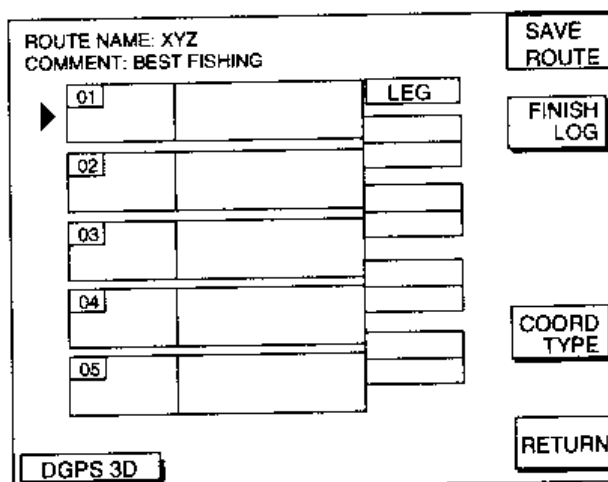 ROUTE NAME: XYZ
COMMENT: BEST FISHING
SAVE
ROUTE
01
LEG
FINISH
LOG
02
03
04
COORD
TYPE
05
RETURN
DGPS 3D